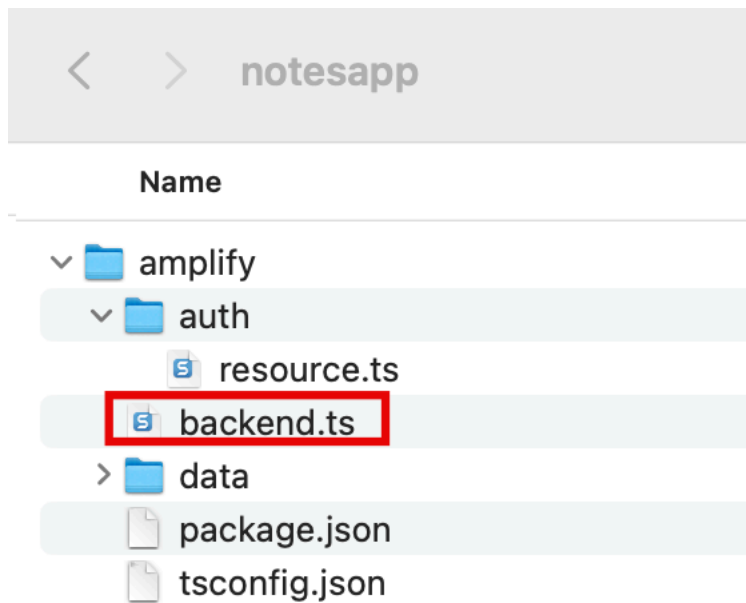 notesapp
Name
amplify
auth
resource.ts
backend.ts
data
package.json
tsconfig.json